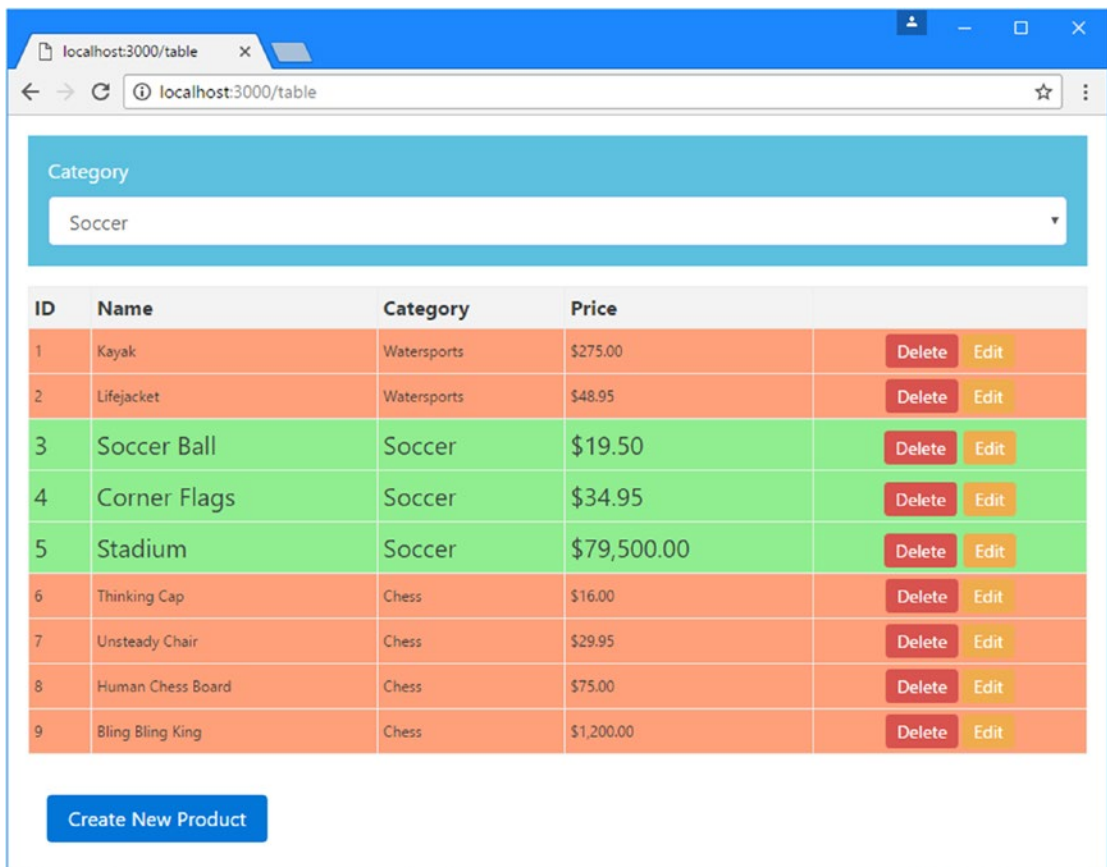 localhost:3000/table
localhost:3000/table
Category
Soccer
ID Name Category Price
1 Kayak Watersports $275.00 Delete Edit
2 Lifejacket Watersports $48.95 Delete Edit
3 Soccer Ball Soccer $19.50 Delete Edit
4 Corner Flags Soccer $34.95 Delete Edit
5 Stadium Soccer $79,500.00 Delete Edit
6 Thinking Cap Chess $16.00 Delete Edit
7 Unsteady Chair Chess $29.95 Delete Edit
8 Human Chess Board Chess $75.00 Delete Edit
9 Bling Bling King Chess $1,200.00 Delete Edit
Create New Product